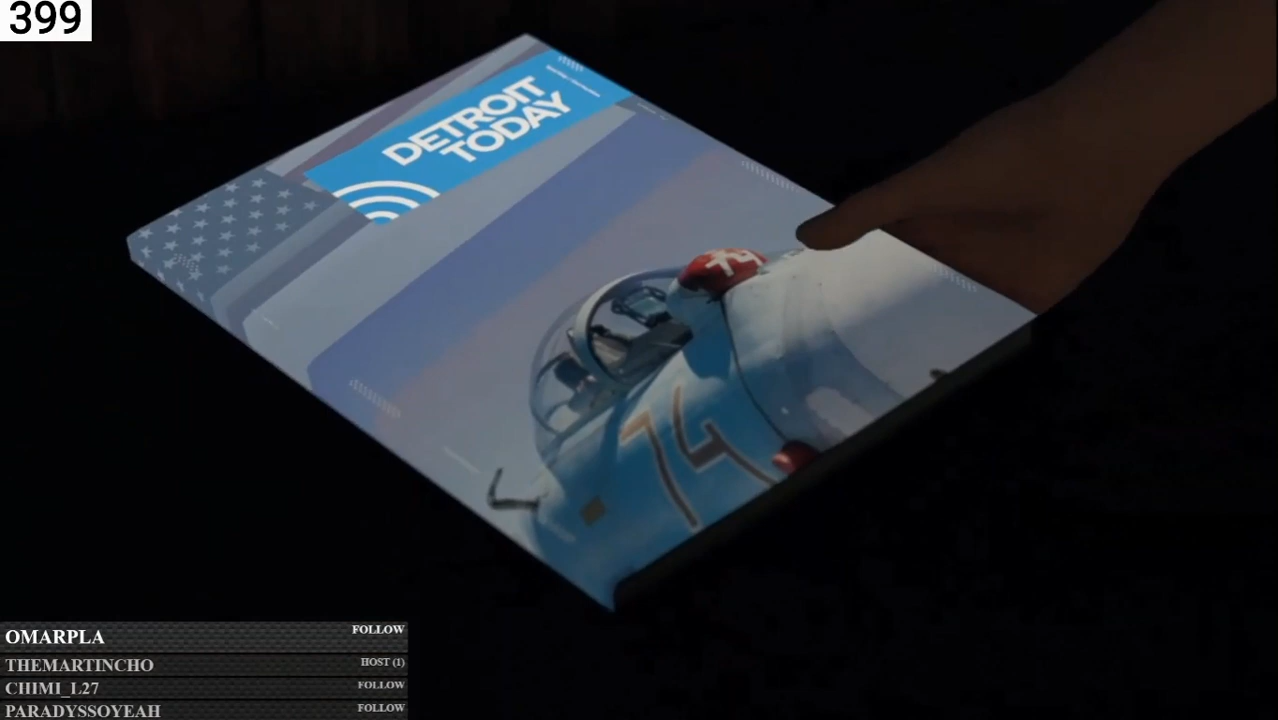 399
DETROIT
TODAY
74
74
OMARPLA FOLLOW
THEMARTINCHO HOST (1)
CHIMI_L27 FOLLOW
PARADYSSOYEAH FOLLOW